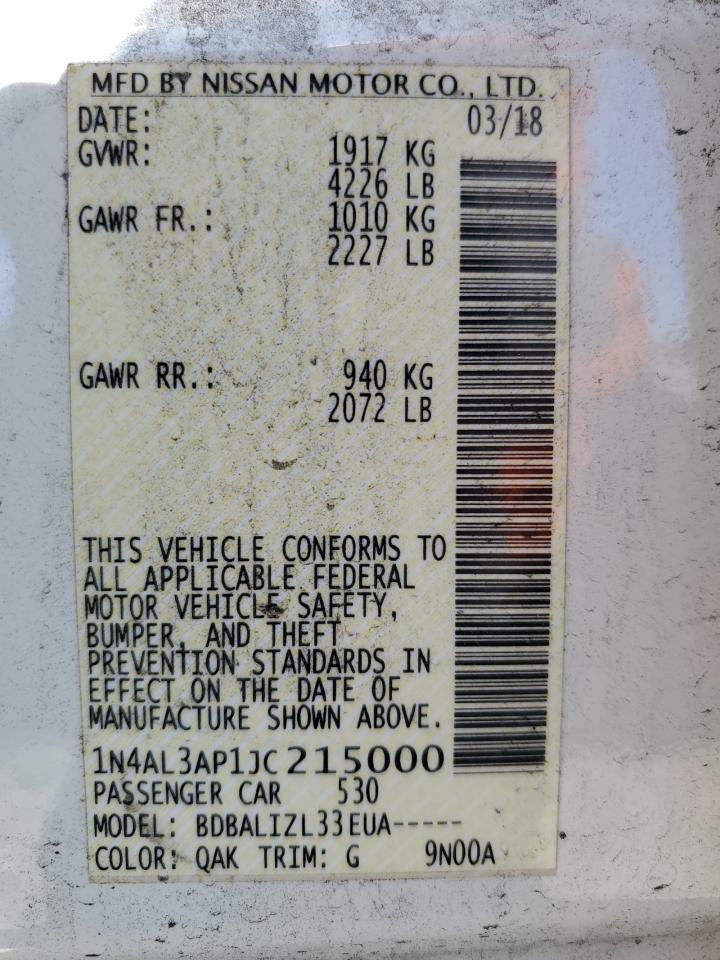 MFD BY NISSAN MOTOR CO., LTD.
DATE: 03/18
GVWR: 1917 KG
4226 LB
GAWR FR.: 1010 KG
2227 LB
GAWR RR.: 940 KG
2072 LB
THIS VEHICLE CONFORMS TO
ALL APPLICABLE FEDERAL
MOTOR VEHICLE SAFETY,
BUMPER, AND THEFT
PREVENTION STANDARDS IN
EFFECT ON THE DATE OF
MANUFACTURE SHOWN ABOVE.
1N4AL3AP1JC215000
PASSENGER CAR 530
MODEL: BDBALIZL33EUA-----
COLOR: QAK TRIM: G 9N00A